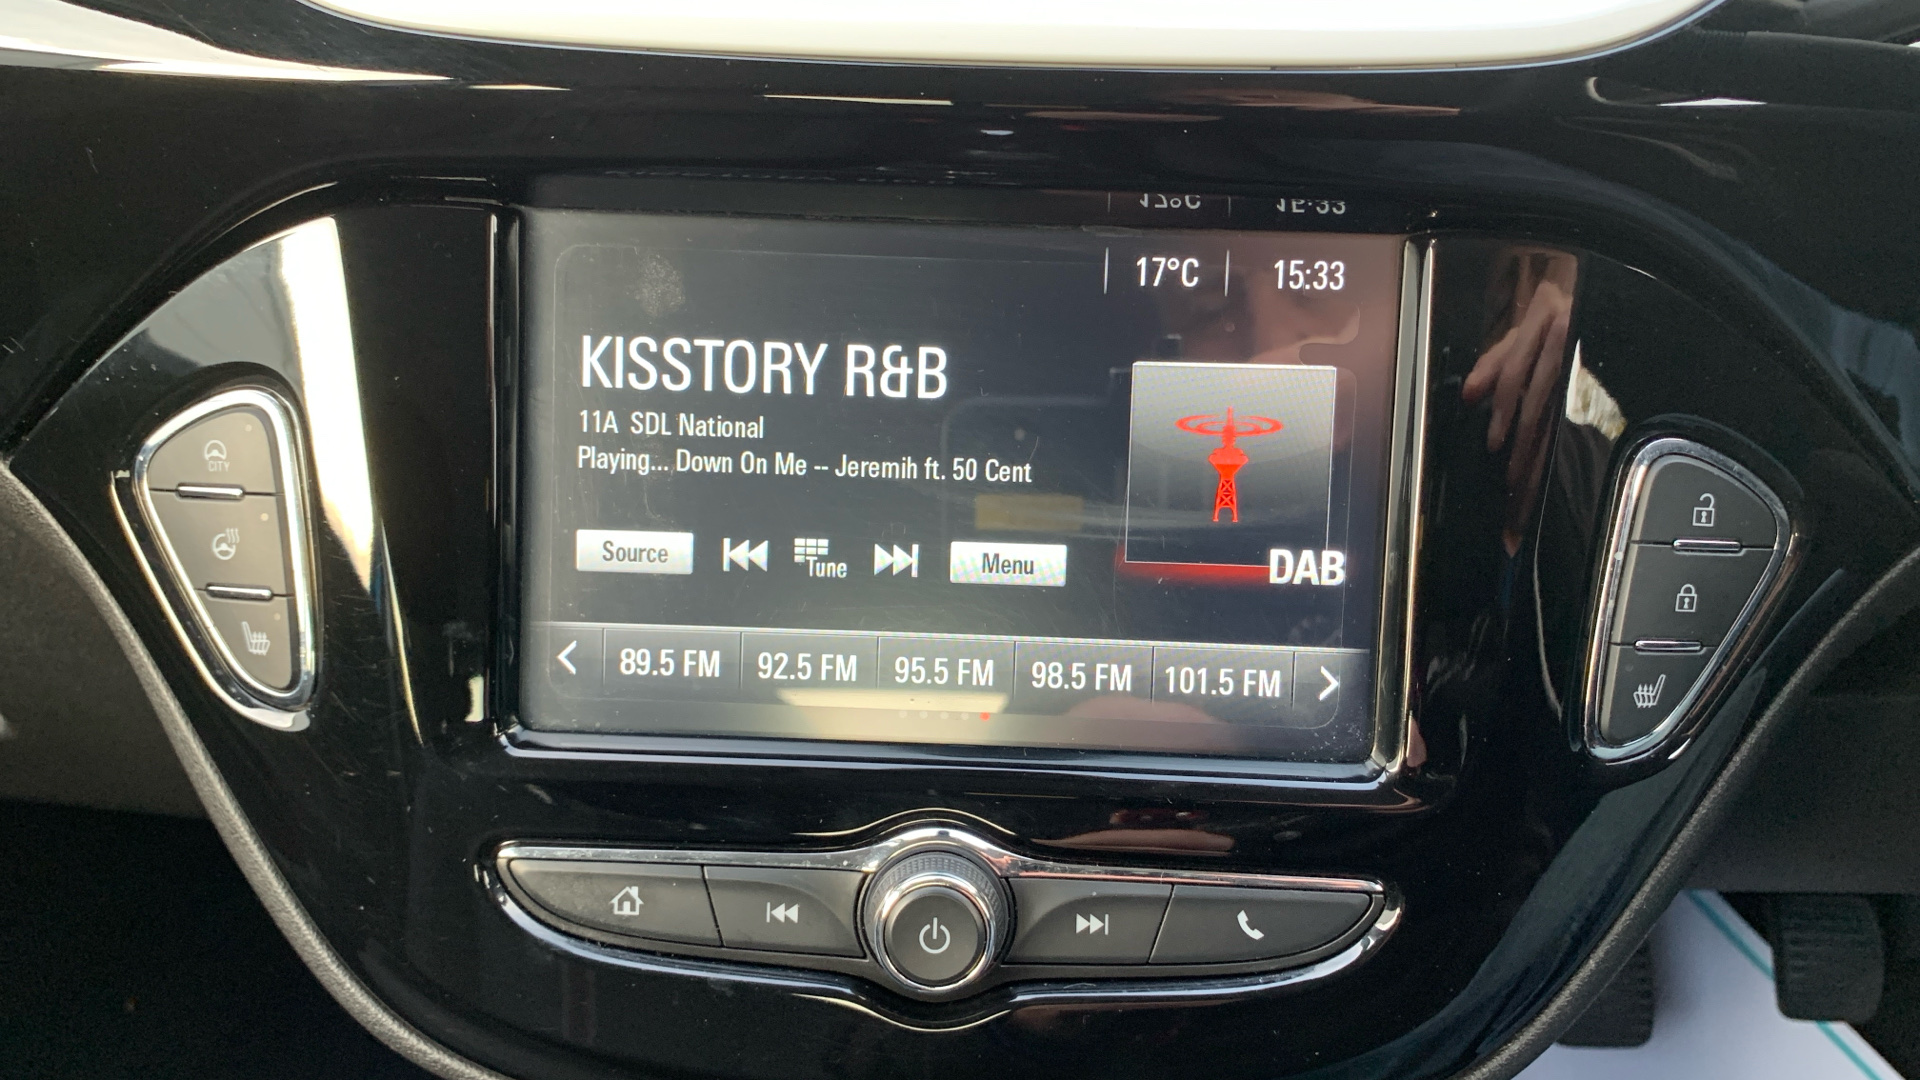 17°C 15:33
KISSTORY R&B
11A SDL National
Playing... Down On Me -- Jeremih ft. 50 Cent
Source Tune Menu
DAB
89.5 FM 92.5 FM 95.5 FM 98.5 FM 101.5 FM
CITY